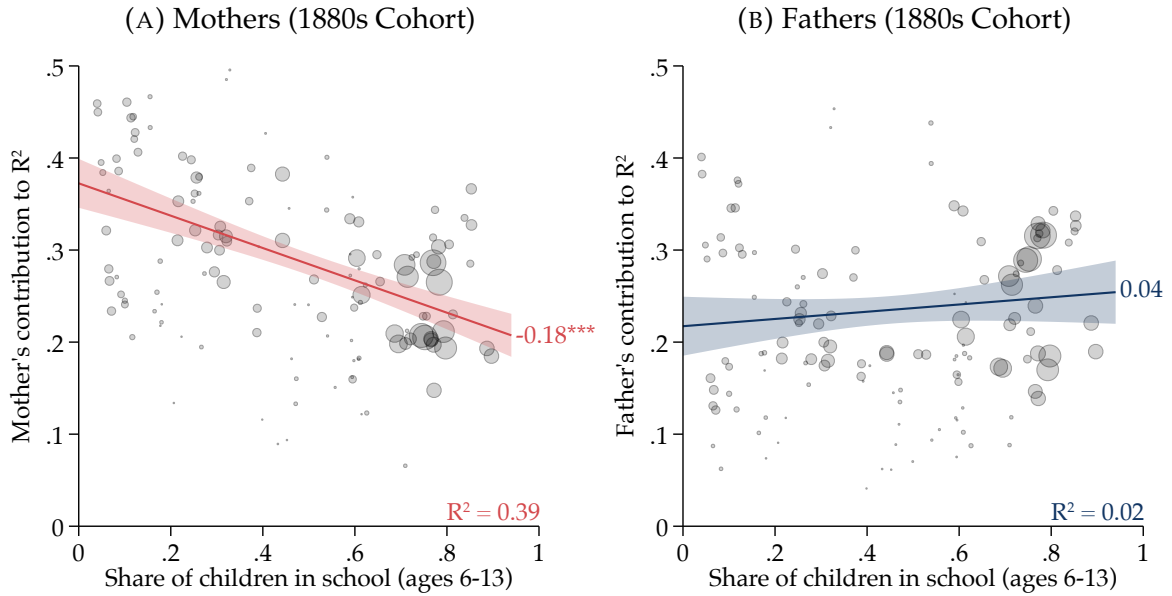 (A) Mothers (1880s Cohort)
Mother's contribution to R²
.5
.4
.3
.2
.1
0
-0.18***
R² = 0.39
0 .2 .4 .6 .8 1
Share of children in school (ages 6-13)
(B) Fathers (1880s Cohort)
Father's contribution to R²
.5
.4
.3
.2
.1
0
0.04
R² = 0.02
0 .2 .4 .6 .8 1
Share of children in school (ages 6-13)